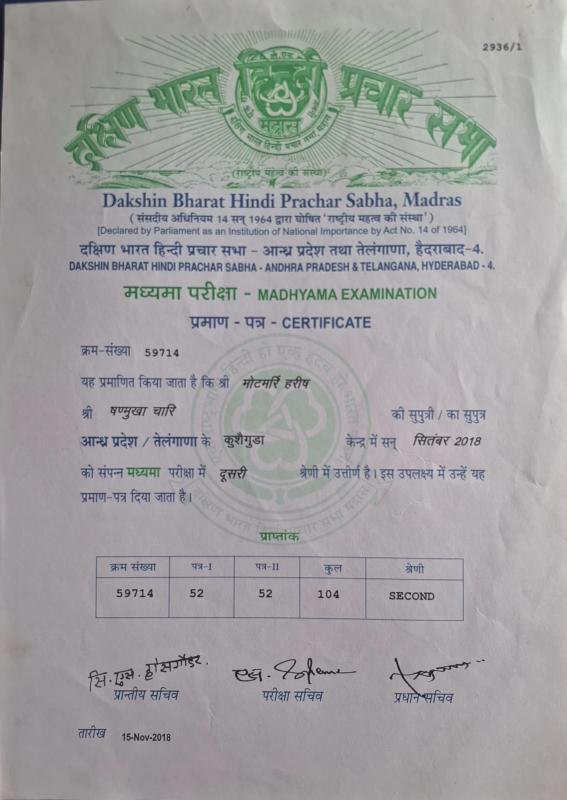 2936/1
दक्षिण भारत हिन्दी प्रचार सभा
मद्रास
(राष्ट्रीय महत्व की संस्था)
Dakshin Bharat Hindi Prachar Sabha, Madras
( संसदीय अधिनियम 14 सन् 1964 द्वारा घोषित 'राष्ट्रीय महत्व की संस्था' )
[Declared by Parliament as an Institution of National Importance by Act No. 14 of 1964]
दक्षिण भारत हिन्दी प्रचार सभा - आन्ध्र प्रदेश तथा तेलंगाणा, हैदराबाद-4.
DAKSHIN BHARAT HINDI PRACHAR SABHA - ANDHRA PRADESH & TELANGANA, HYDERABAD - 4.
मध्यमा परीक्षा - MADHYAMA EXAMINATION
प्रमाण - पत्र - CERTIFICATE
क्रम-संख्या 59714
यह प्रमाणित किया जाता है कि श्री मोटमर्रि हरीष
श्री षण्मुखा चारि की सुपुत्री / का सुपुत्र
आन्ध्र प्रदेश / तेलंगाणा के कुशैगुडा केन्द्र में सन् सितंबर 2018
को संपन्न मध्यमा परीक्षा में दूसरी श्रेणी में उत्तीर्ण है। इस उपलक्ष्य में उन्हें यह
प्रमाण-पत्र दिया जाता है।
प्राप्तांक
क्रम संख्या पत्र-I पत्र-II कुल श्रेणी
59714 52 52 104 SECOND
प्रान्तीय सचिव परीक्षा सचिव प्रधान सचिव
तारीख 15-Nov-2018